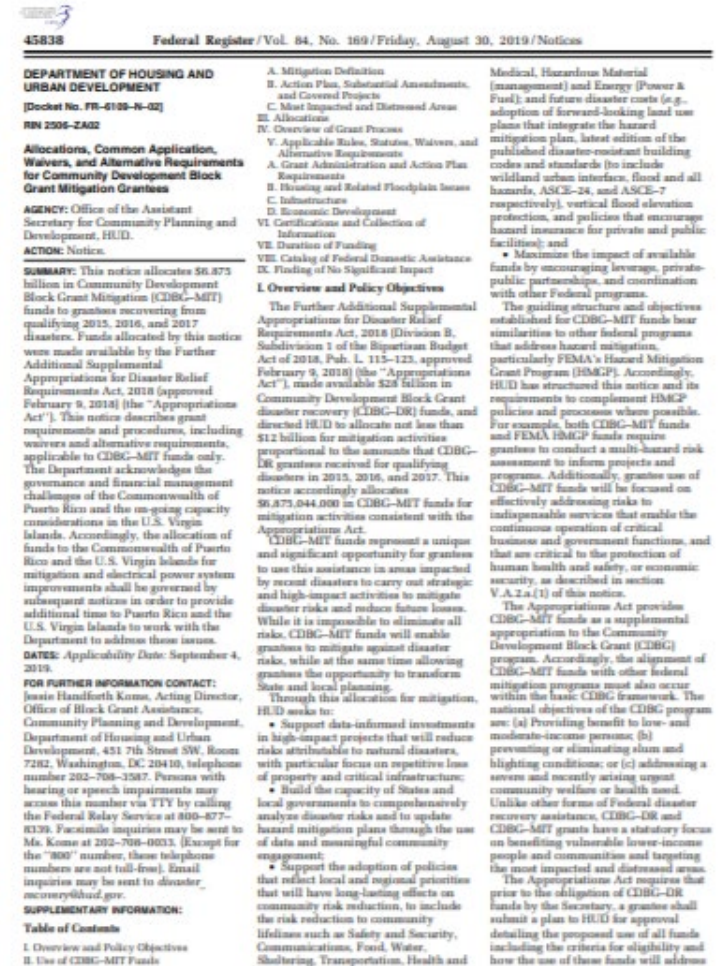 45838 Federal Register / Vol. 84, No. 169 / Friday, August 30, 2019 / Notices
DEPARTMENT OF HOUSING AND
URBAN DEVELOPMENT
[Docket No. FR–6109–N–02]
RIN 2506–ZA02
Allocations, Common Application,
Waivers, and Alternative Requirements
for Community Development Block
Grant Mitigation Grantees
AGENCY: Office of the Assistant
Secretary for Community Planning and
Development, HUD.
ACTION: Notice.
SUMMARY: This notice allocates $6.875
billion in Community Development
Block Grant Mitigation (CDBG–MIT)
funds to grantees recovering from
qualifying 2015, 2016, and 2017
disasters. Funds allocated by this notice
were made available by the Further
Additional Supplemental
Appropriations for Disaster Relief
Requirements Act, 2018 (approved
February 9, 2018) (the “Appropriations
Act”). This notice describes grant
requirements and procedures, including
waivers and alternative requirements,
applicable to CDBG–MIT funds only.
The Department acknowledges the
governance and financial management
challenges of the Commonwealth of
Puerto Rico and the on-going capacity
considerations in the U.S. Virgin
Islands. Accordingly, the allocation of
funds to the Commonwealth of Puerto
Rico and the U.S. Virgin Islands for
mitigation and electrical power system
improvements shall be governed by
subsequent notices in order to provide
additional time to Puerto Rico and the
U.S. Virgin Islands to work with the
Department to address these issues.
DATES: Applicability Date: September 4,
2019.
FOR FURTHER INFORMATION CONTACT:
Jessie Handforth Kome, Acting Director,
Office of Block Grant Assistance,
Community Planning and Development,
Department of Housing and Urban
Development, 451 7th Street SW, Room
7282, Washington, DC 20410, telephone
number 202–708–3587. Persons with
hearing or speech impairments may
access this number via TTY by calling
the Federal Relay Service at 800–877–
8339. Facsimile inquiries may be sent to
Ms. Kome at 202–708–0033. (Except for
the “800” number, these telephone
numbers are not toll-free). Email
inquiries may be sent to disaster_
recovery@hud.gov.
SUPPLEMENTARY INFORMATION:
Table of Contents
I. Overview and Policy Objectives
II. Use of CDBG–MIT Funds
A. Mitigation Definition
B. Action Plan, Substantial Amendments,
and Covered Projects
C. Most Impacted and Distressed Areas
III. Allocations
IV. Overview of Grant Process
V. Applicable Rules, Statutes, Waivers, and
Alternative Requirements
A. Grant Administration and Action Plan
Requirements
B. Housing and Related Floodplain Issues
C. Infrastructure
D. Economic Development
VI. Certifications and Collection of
Information
VII. Duration of Funding
VIII. Catalog of Federal Domestic Assistance
IX. Finding of No Significant Impact
I. Overview and Policy Objectives
The Further Additional Supplemental
Appropriations for Disaster Relief
Requirements Act, 2018 (Division B,
Subdivision 1 of the Bipartisan Budget
Act of 2018, Pub. L. 115–123, approved
February 9, 2018) (the “Appropriations
Act”), made available $28 billion in
Community Development Block Grant
disaster recovery (CDBG–DR) funds, and
directed HUD to allocate not less than
$12 billion for mitigation activities
proportional to the amounts that CDBG–
DR grantees received for qualifying
disasters in 2015, 2016, and 2017. This
notice accordingly allocates
$6,875,044,000 in CDBG–MIT funds for
mitigation activities consistent with the
Appropriations Act.
CDBG–MIT funds represent a unique
and significant opportunity for grantees
to use this assistance in areas impacted
by recent disasters to carry out strategic
and high-impact activities to mitigate
disaster risks and reduce future losses.
While it is impossible to eliminate all
risks, CDBG–MIT funds will enable
grantees to mitigate against disaster
risks, while at the same time allowing
grantees the opportunity to transform
State and local planning.
Through this allocation for mitigation,
HUD seeks to:
• Support data-informed investments
in high-impact projects that will reduce
risks attributable to natural disasters,
with particular focus on repetitive loss
of property and critical infrastructure;
• Build the capacity of States and
local governments to comprehensively
analyze disaster risks and to update
hazard mitigation plans through the use
of data and meaningful community
engagement;
• Support the adoption of policies
that reflect local and regional priorities
that will have long-lasting effects on
community risk reduction, to include
the risk reduction to community
lifelines such as Safety and Security,
Communications, Food, Water,
Sheltering, Transportation, Health and
Medical, Hazardous Material
(management) and Energy (Power &
Fuel); and future disaster costs (e.g.,
adoption of forward-looking land use
plans that integrate the hazard
mitigation plan, latest edition of the
published disaster-resistant building
codes and standards (to include
wildland urban interface, flood and all
hazards, ASCE–24, and ASCE–7
respectively), vertical flood elevation
protection, and policies that encourage
hazard insurance for private and public
facilities); and
• Maximize the impact of available
funds by encouraging leverage, private-
public partnerships, and coordination
with other Federal programs.
The guiding structure and objectives
established for CDBG–MIT funds bear
similarities to other federal programs
that address hazard mitigation,
particularly FEMA’s Hazard Mitigation
Grant Program (HMGP). Accordingly,
HUD has structured this notice and its
requirements to complement HMGP
policies and processes where possible.
For example, both CDBG–MIT funds
and FEMA HMGP funds require
grantees to conduct a multi-hazard risk
assessment to inform projects and
programs. Additionally, grantee use of
CDBG–MIT funds will be focused on
effectively addressing risks to
indispensable services that enable the
continuous operation of critical
business and government functions, and
that are critical to the protection of
human health and safety, or economic
security, as described in section
V.A.2.a.(1) of this notice.
The Appropriations Act provides
CDBG–MIT funds as a supplemental
appropriation to the Community
Development Block Grant (CDBG)
program. Accordingly, the alignment of
CDBG–MIT funds with other federal
mitigation programs must also occur
within the basic CDBG framework. The
national objectives of the CDBG program
are: (a) Providing benefit to low- and
moderate-income persons; (b)
preventing or eliminating slum and
blighting conditions; or (c) addressing a
severe and recently arising urgent
community welfare or health need.
Unlike other forms of Federal disaster
recovery assistance, CDBG–DR and
CDBG–MIT grants have a statutory focus
on benefiting vulnerable lower-income
people and communities and targeting
the most impacted and distressed areas.
The Appropriations Act requires that
prior to the obligation of CDBG–DR
funds by the Secretary, a grantee shall
submit a plan to HUD for approval
detailing the proposed use of all funds
including the criteria for eligibility and
how the use of these funds will address